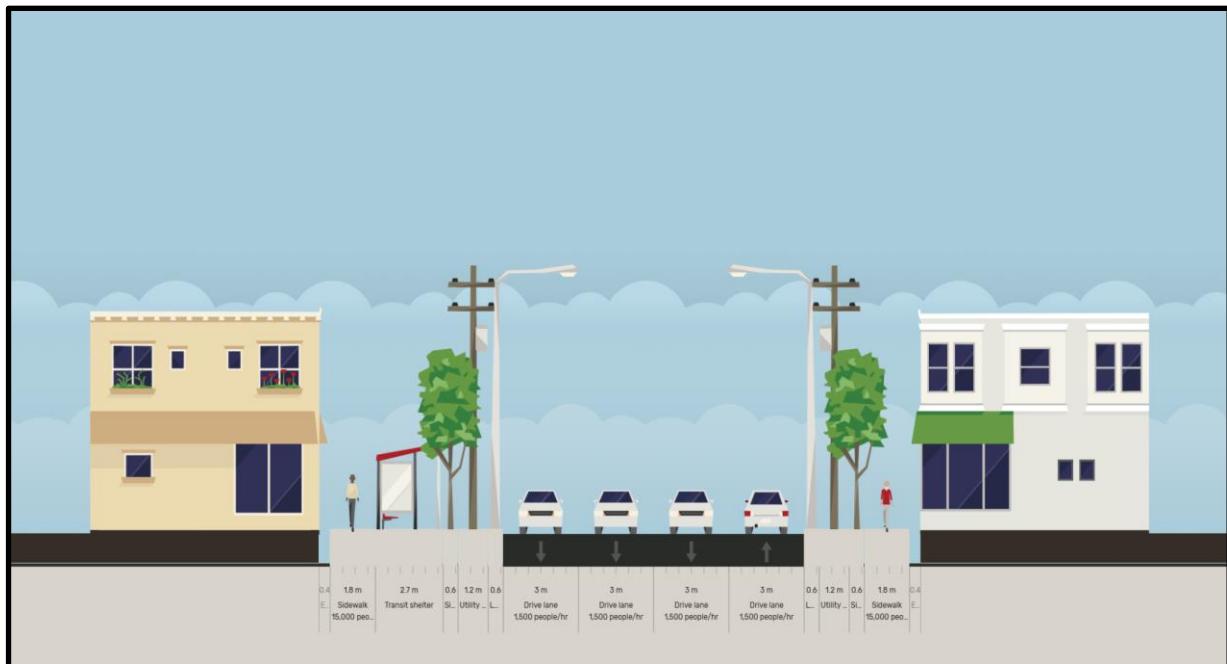 0.4 1.8 m 2.7 m 0.6 1.2 m 0.6 3 m 3 m 3 m 3 m 0.6 1.2 m 0.6 1.8 m 0.4
E... Sidewalk Transit shelter Si... Utility ... L... Drive lane Drive lane Drive lane Drive lane L... Utility ... Si... Sidewalk E...
15,000 peo... 1,500 people/hr 1,500 people/hr 1,500 people/hr 1,500 people/hr 15,000 peo...